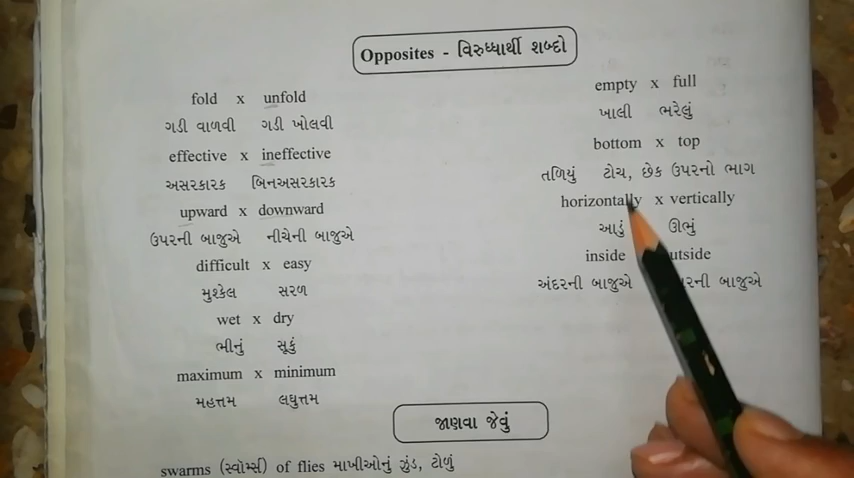 Opposites - વિરુધ્ધાર્થી શબ્દો
fold x unfold
ગડી વાળવી ગડી ખોલવી
effective x ineffective
અસરકારક બિનઅસરકારક
upward x downward
ઉપરની બાજુએ નીચેની બાજુએ
difficult x easy
મુશ્કેલ સરળ
wet x dry
ભીનું સૂકું
maximum x minimum
મહત્તમ લઘુત્તમ
empty x full
ખાલી ભરેલું
bottom x top
તળિયું ટોચ, છેક ઉપરનો ભાગ
horizontally x vertically
આડું ઊભું
inside
અંદરની બાજુએ બાજુએ
જાણવા જેવું
swarms (સ્વૉર્મ્સ) of flies માખીઓનું ઝુંડ, ટોળું